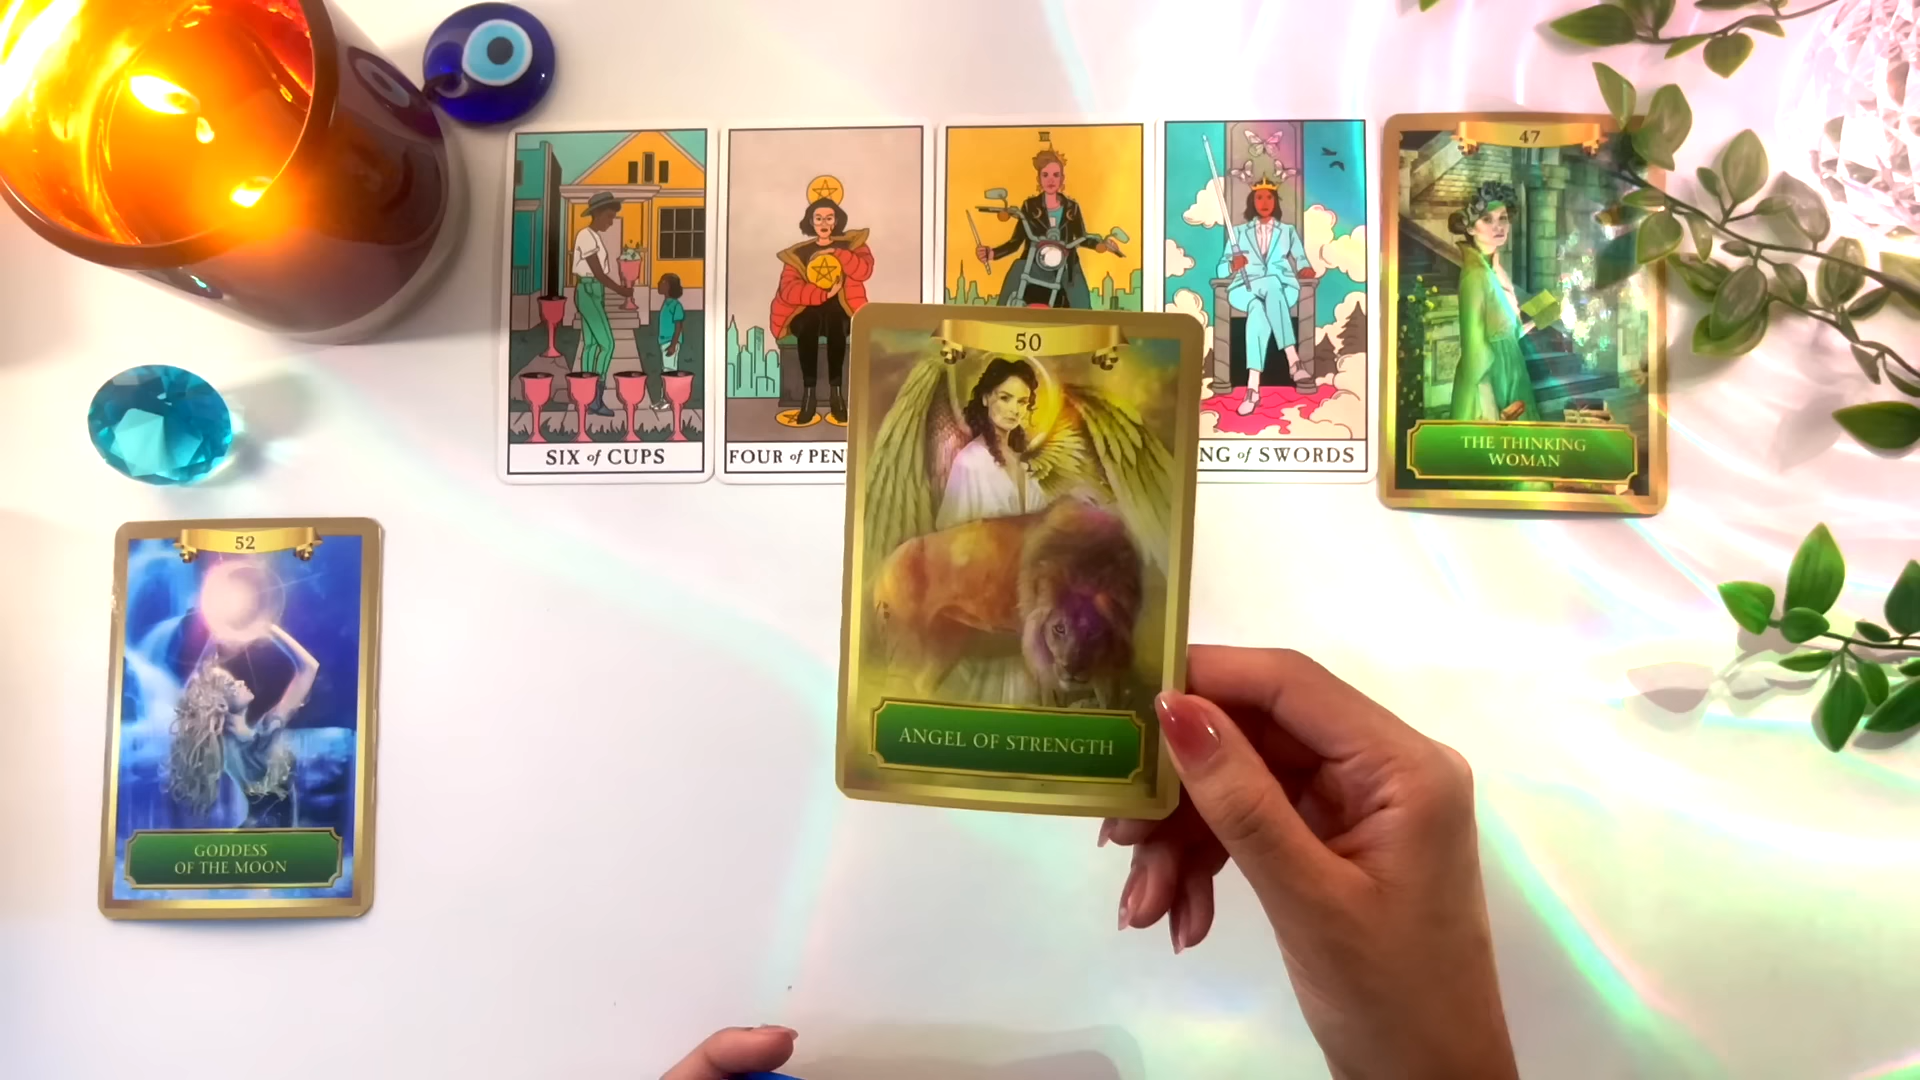 SIX of CUPS
FOUR of PEN
VII
NG of SWORDS
47
THE THINKING
WOMAN
50
ANGEL OF STRENGTH
52
GODDESS
OF THE MOON